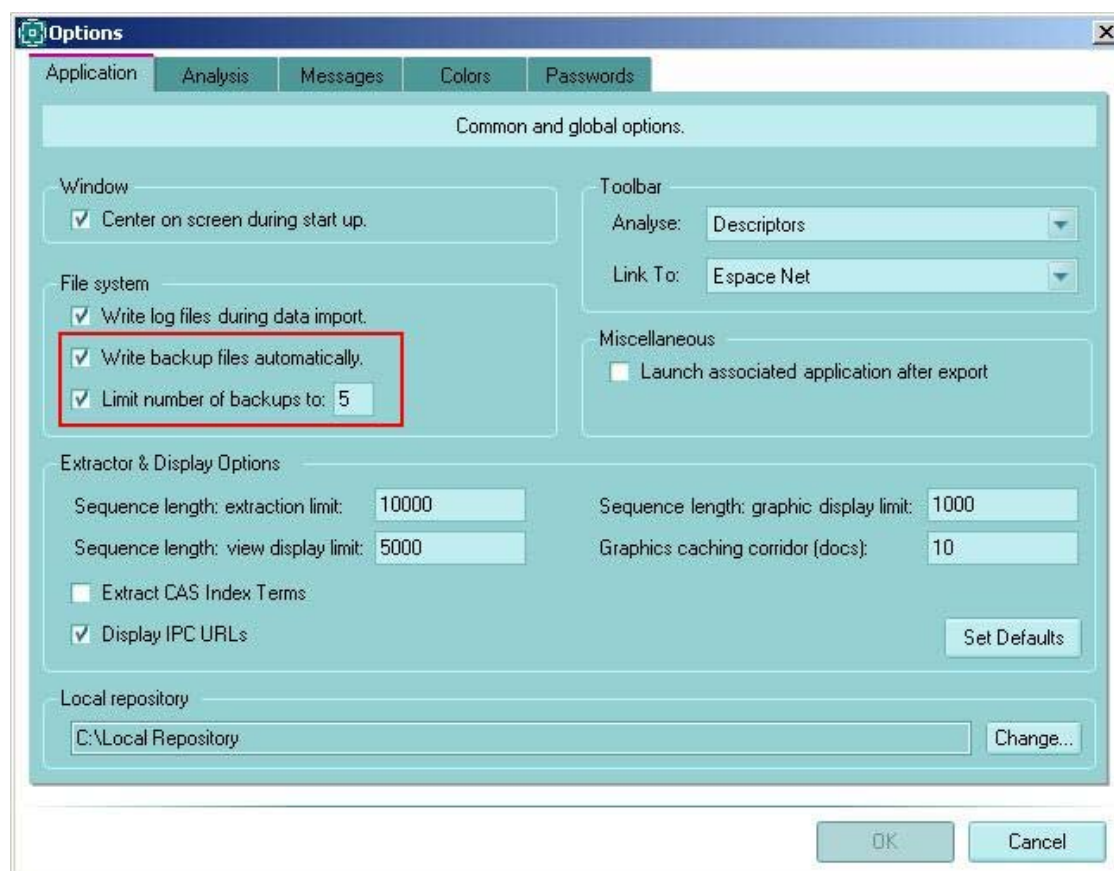 Options
Application Analysis Messages Colors Passwords
Common and global options.
Window
Center on screen during start up.
File system
Write log files during data import.
Write backup files automatically.
Limit number of backups to: 5
Toolbar
Analyse: Descriptors
Link To: Espace Net
Miscellaneous
Launch associated application after export
Extractor & Display Options
Sequence length: extraction limit: 10000
Sequence length: graphic display limit: 1000
Sequence length: view display limit: 5000
Graphics caching corridor (docs): 10
Extract CAS Index Terms
Display IPC URLs
Set Defaults
Local repository
C:\Local Repository
Change...
OK Cancel